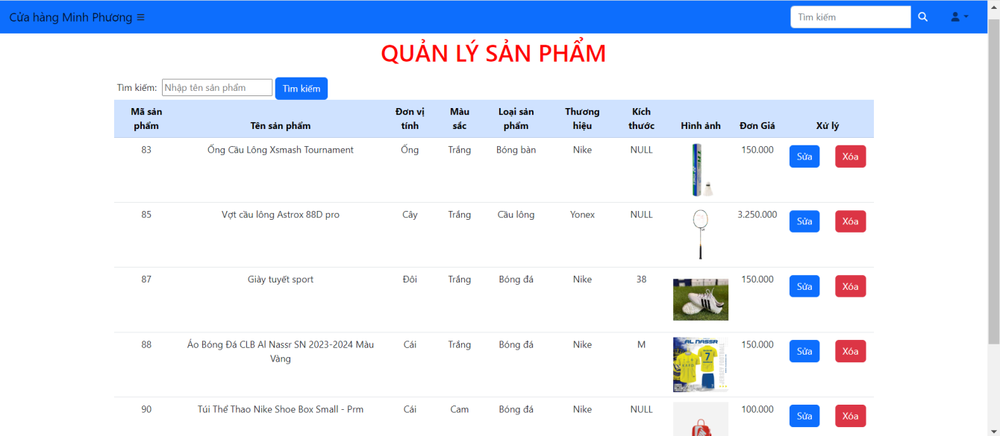 Cửa hàng Minh Phương
Tìm kiếm
QUẢN LÝ SẢN PHẨM
Tìm kiếm: Nhập tên sản phẩm Tìm kiếm
Mã sản phẩm Tên sản phẩm Đơn vị tính Màu sắc Loại sản phẩm Thương hiệu Kích thước Hình ảnh Đơn Giá Xử lý
83 Ống Cầu Lông Xsmash Tournament Ống Trắng Bóng bàn Nike NULL 150.000 Sửa Xóa
85 Vợt cầu lông Astrox 88D pro Cây Trắng Cầu lông Yonex NULL 3.250.000 Sửa Xóa
87 Giày tuyết sport Đôi Trắng Bóng đá Nike 38 150.000 Sửa Xóa
88 Áo Bóng Đá CLB Al Nassr SN 2023-2024 Màu Vàng Cái Trắng Bóng đá Nike M 150.000 Sửa Xóa
AL NASSR
7
90 Túi Thể Thao Nike Shoe Box Small - Prm Cái Cam Bóng đá Nike NULL 100.000 Sửa Xóa